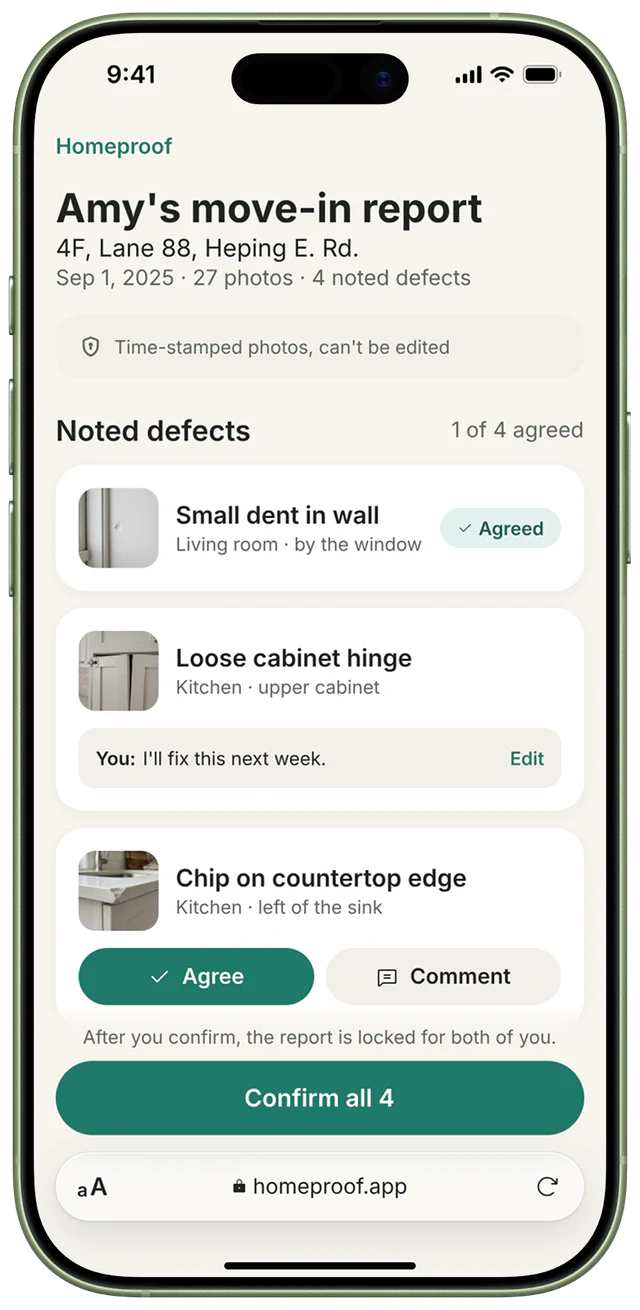 9:41
Homeproof
Amy's move-in report
4F, Lane 88, Heping E. Rd.
Sep 1, 2025 · 27 photos · 4 noted defects
Time-stamped photos, can't be edited
Noted defects
1 of 4 agreed
Small dent in wall
Living room · by the window
Agreed
Loose cabinet hinge
Kitchen · upper cabinet
You: I'll fix this next week.
Edit
Chip on countertop edge
Kitchen · left of the sink
Agree
Comment
After you confirm, the report is locked for both of you.
Confirm all 4
aA
homeproof.app